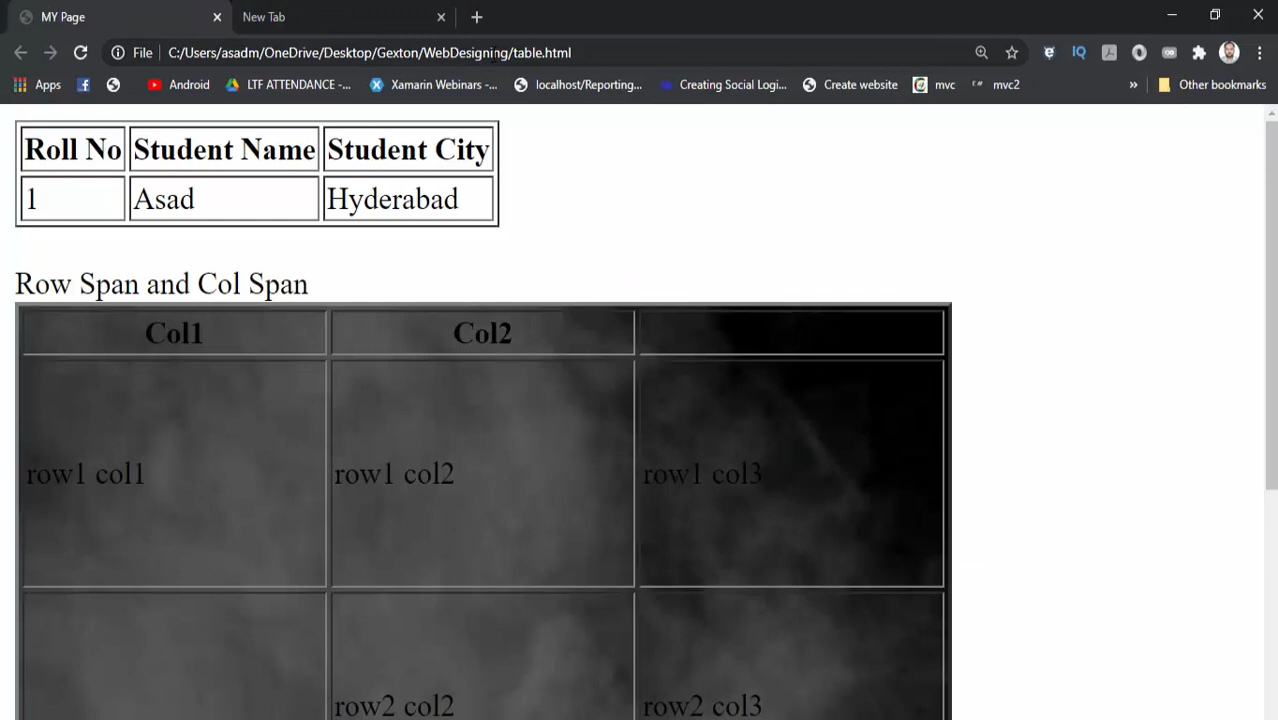 MY Page
New Tab
File C:/Users/asadm/OneDrive/Desktop/Gexton/WebDesigning/table.html
IQ
Apps Android LTF ATTENDANCE -... Xamarin Webinars -... localhost/Reporting... Creating Social Logi... Create website mvc mvc2 » Other bookmarks
Roll No Student Name Student City
1 Asad Hyderabad
Row Span and Col Span
Col1 Col2
row1 col1 row1 col2 row1 col3
row2 col2 row2 col3